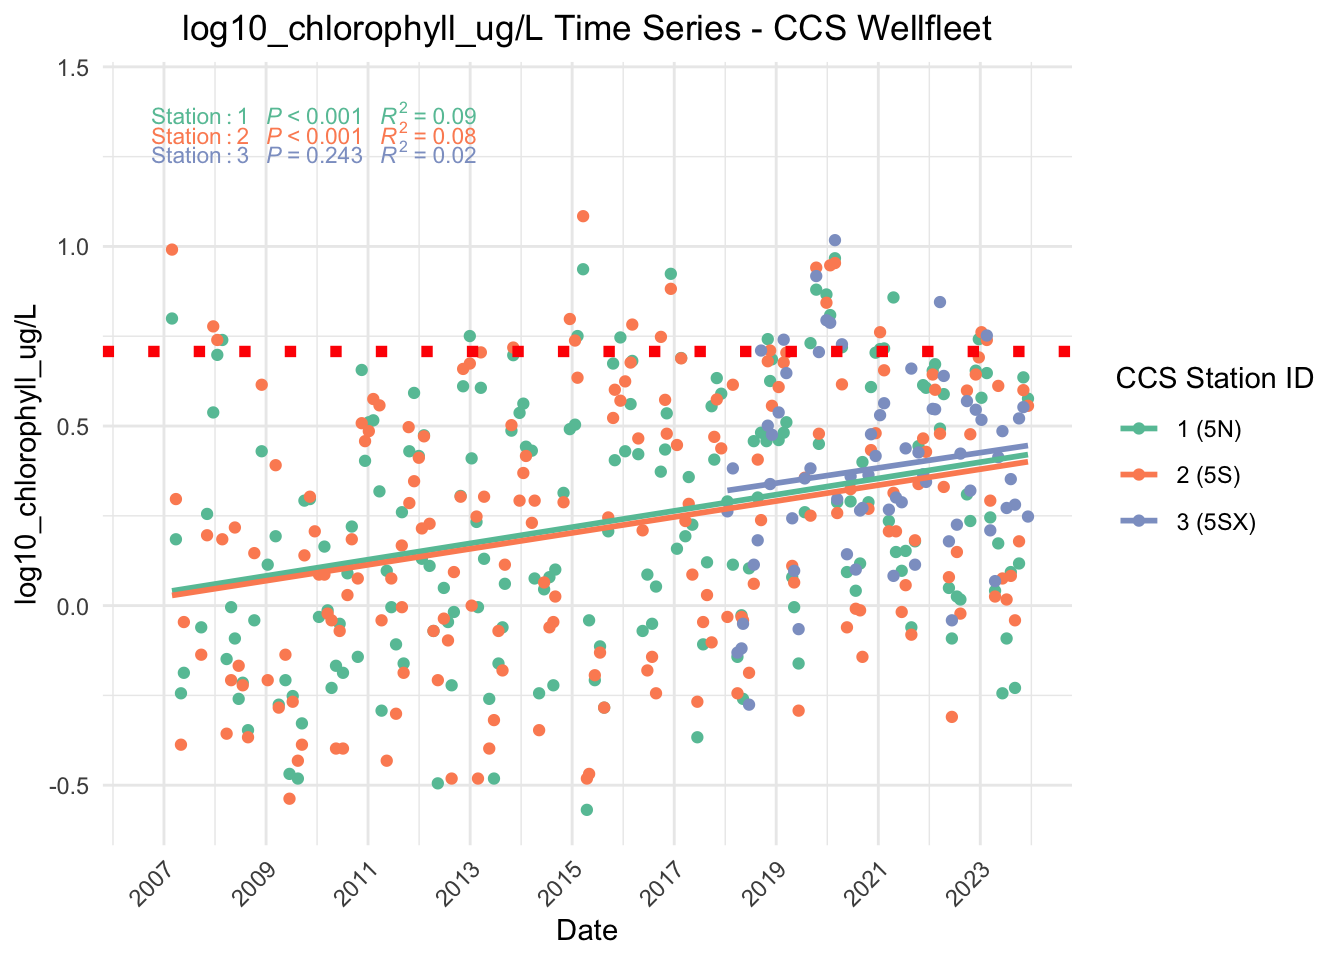 log10_chlorophyll_ug/L Time Series - CCS Wellfleet
1.5
1.0
0.5
0.0
-0.5
log10_chlorophyll_ug/L
Station : 1 P < 0.001 R² = 0.09
Station : 2 P < 0.001 R² = 0.08
Station : 3 P = 0.243 R² = 0.02
2007
2009
2011
2013
2015
2017
2019
2021
2023
Date
CCS Station ID
1 (5N)
2 (5S)
3 (5SX)